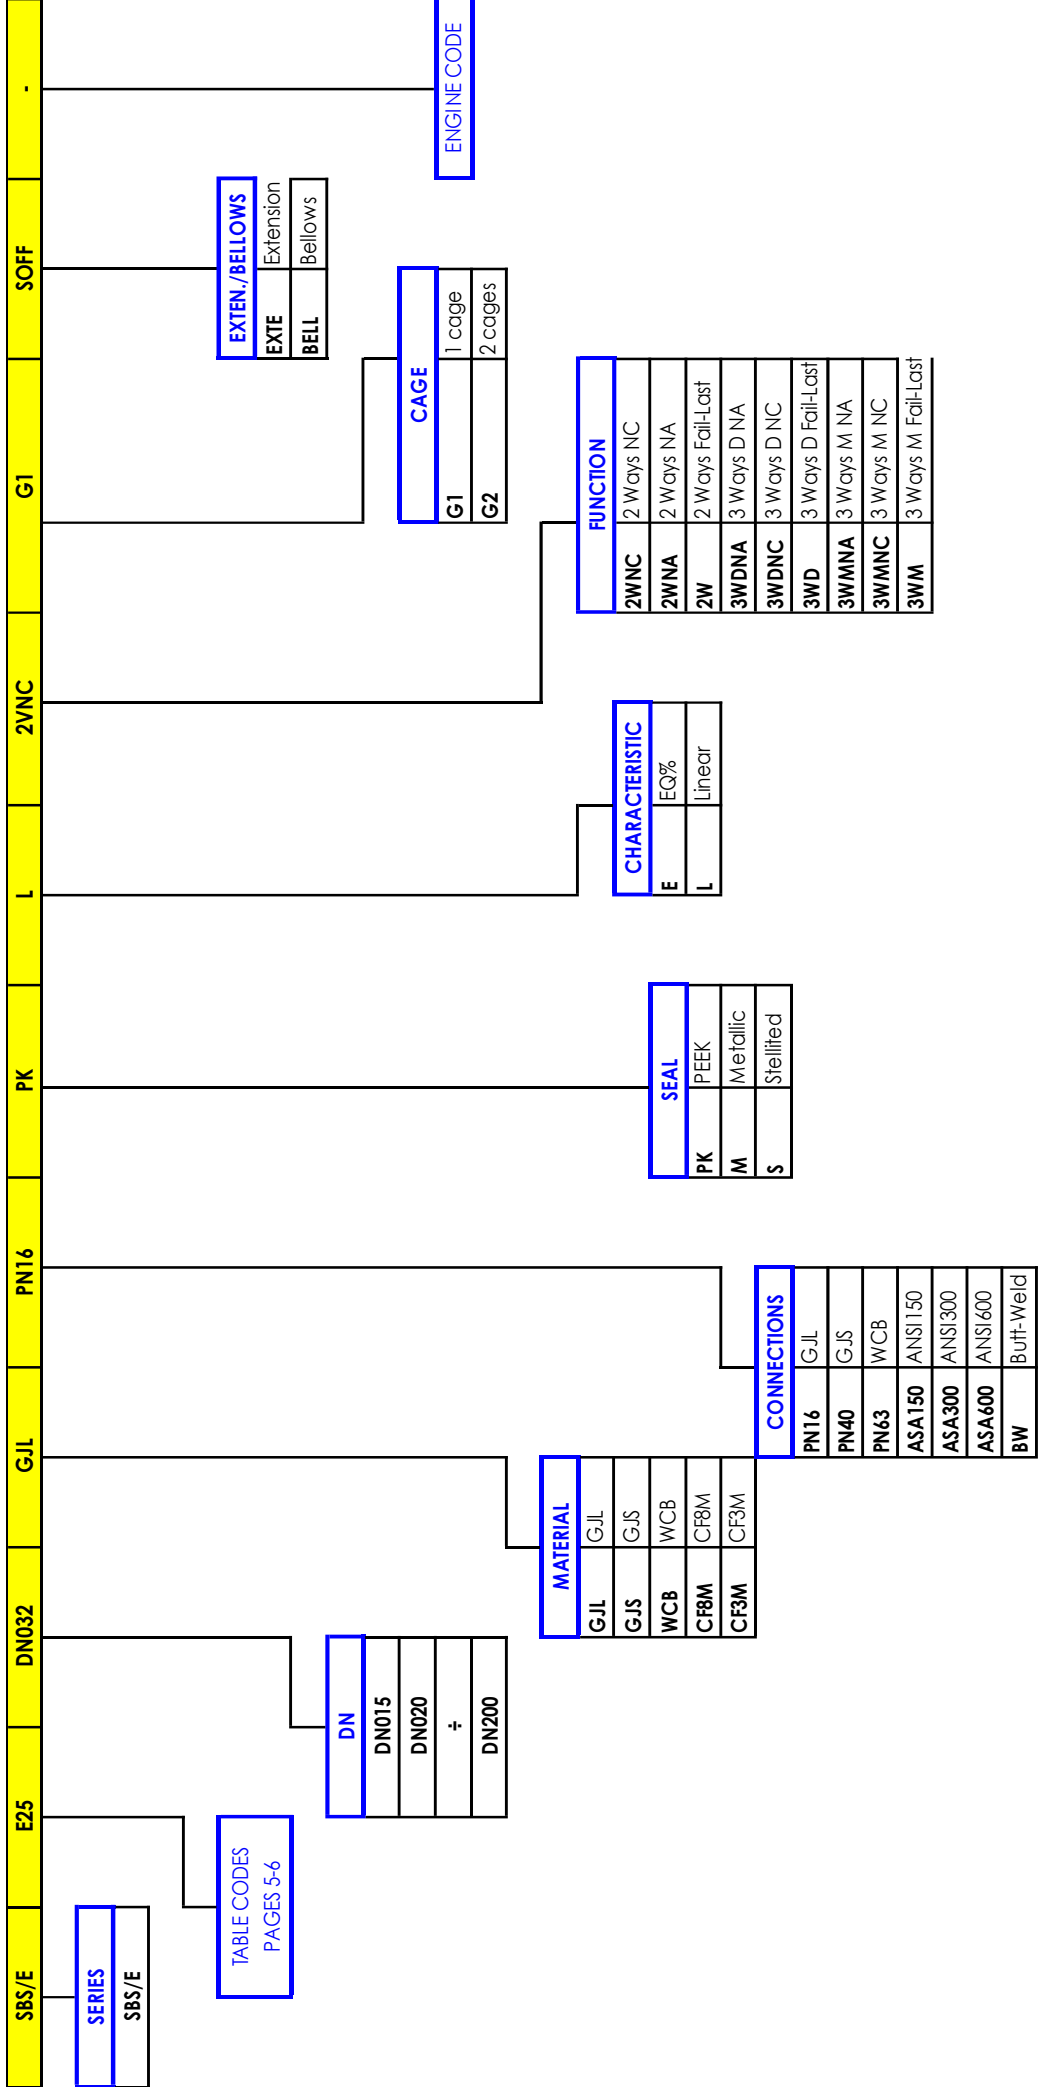 SBS/E E25 DN032 GJL PN16 PK L 2VNC G1 SOFF -
SERIES
SBS/E
TABLE CODES
PAGES 5-6
DN
DN015
DN020
÷
DN200
MATERIAL
GJL GJL
GJS GJS
WCB WCB
CF8M CF8M
CF3M CF3M
CONNECTIONS
PN16 GJL
PN40 GJS
PN63 WCB
ASA150 ANSI150
ASA300 ANSI300
ASA600 ANSI600
BW Butt-Weld
SEAL
PK PEEK
M Metallic
S Stellited
CHARACTERISTIC
E EQ%
L Linear
FUNCTION
2WNC 2 Ways NC
2WNA 2 Ways NA
2W 2 Ways Fail-Last
3WDNA 3 Ways D NA
3WDNC 3 Ways D NC
3WD 3 Ways D Fail-Last
3WMNA 3 Ways M NA
3WMNC 3 Ways M NC
3WM 3 Ways M Fail-Last
CAGE
G1 1 cage
G2 2 cages
EXTEN./BELLOWS
EXTE Extension
BELL Bellows
ENGINE CODE